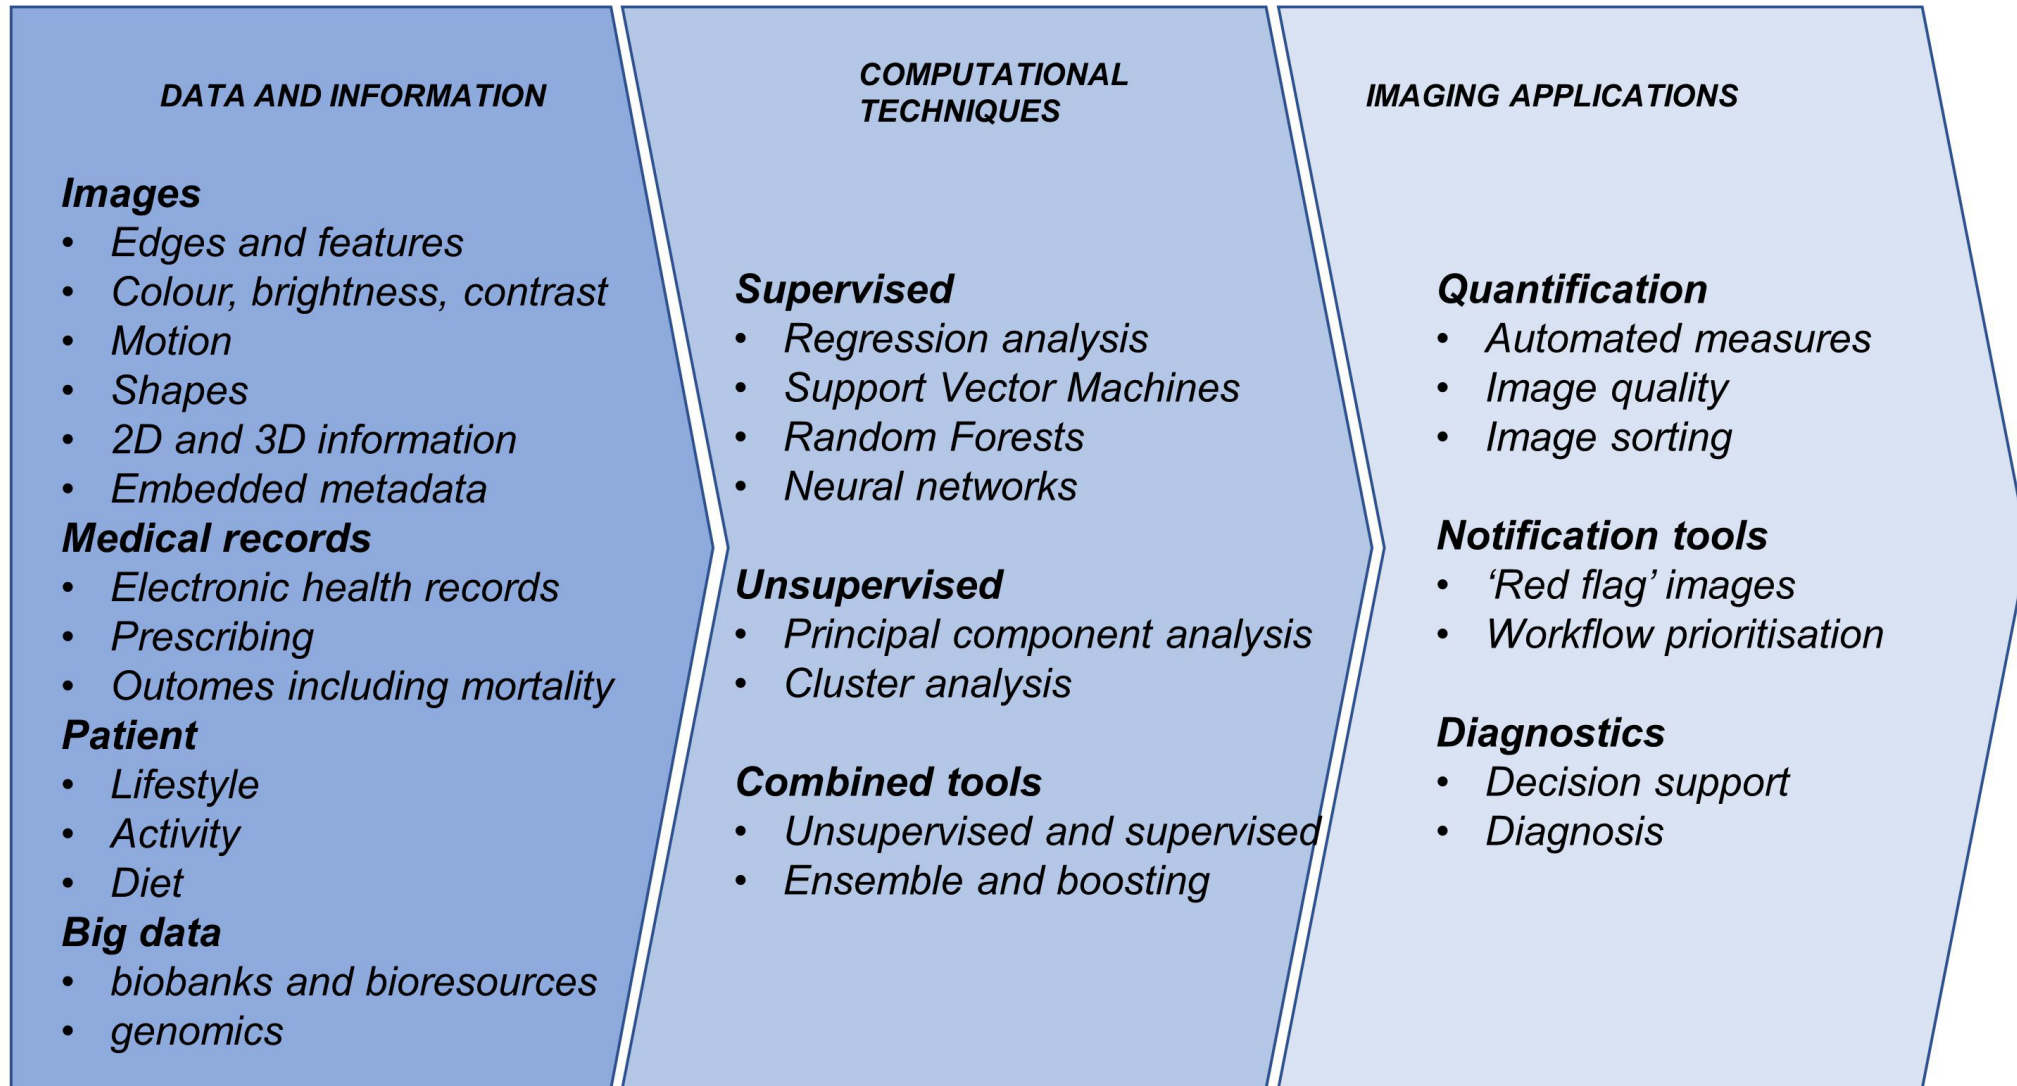 DATA AND INFORMATION
Images
• Edges and features
• Colour, brightness, contrast
• Motion
• Shapes
• 2D and 3D information
• Embedded metadata
Medical records
• Electronic health records
• Prescribing
• Outomes including mortality
Patient
• Lifestyle
• Activity
• Diet
Big data
• biobanks and bioresources
• genomics
COMPUTATIONAL
TECHNIQUES
Supervised
• Regression analysis
• Support Vector Machines
• Random Forests
• Neural networks
Unsupervised
• Principal component analysis
• Cluster analysis
Combined tools
• Unsupervised and supervised
• Ensemble and boosting
IMAGING APPLICATIONS
Quantification
• Automated measures
• Image quality
• Image sorting
Notification tools
• ‘Red flag’ images
• Workflow prioritisation
Diagnostics
• Decision support
• Diagnosis